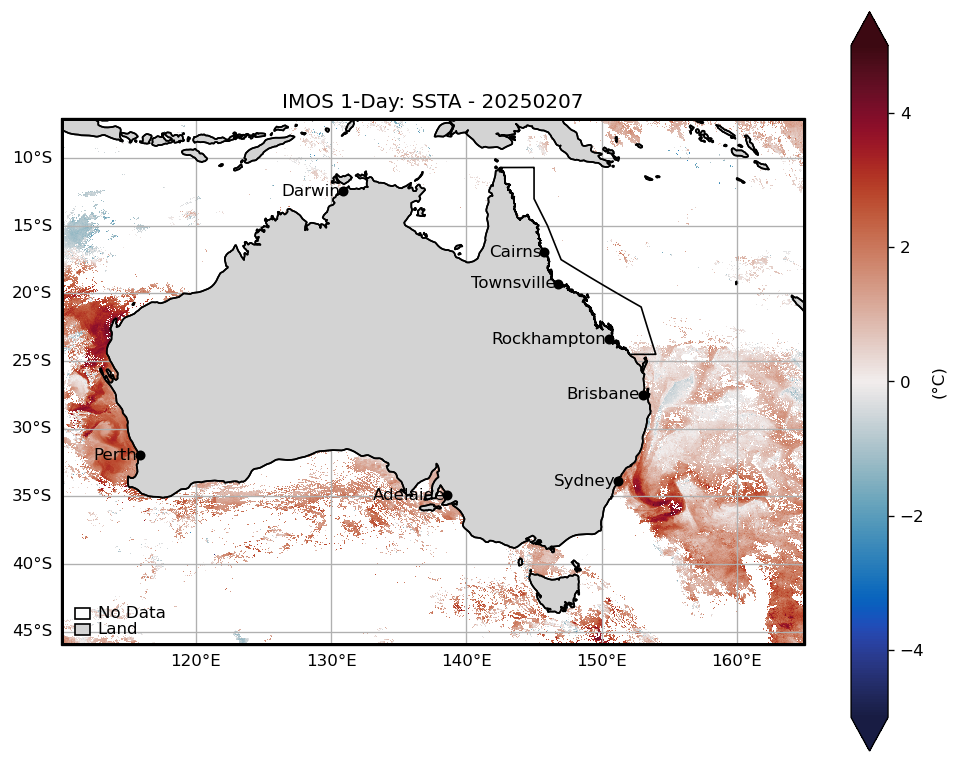 IMOS 1-Day: SSTA - 20250207
10°S
15°S
20°S
25°S
30°S
35°S
40°S
45°S
Darwin
Cairns
Townsville
Rockhampton
Brisbane
Perth
Sydney
Adelaide
No Data
Land
120°E 130°E 140°E 150°E 160°E
4
2
0
−2
−4
(°C)